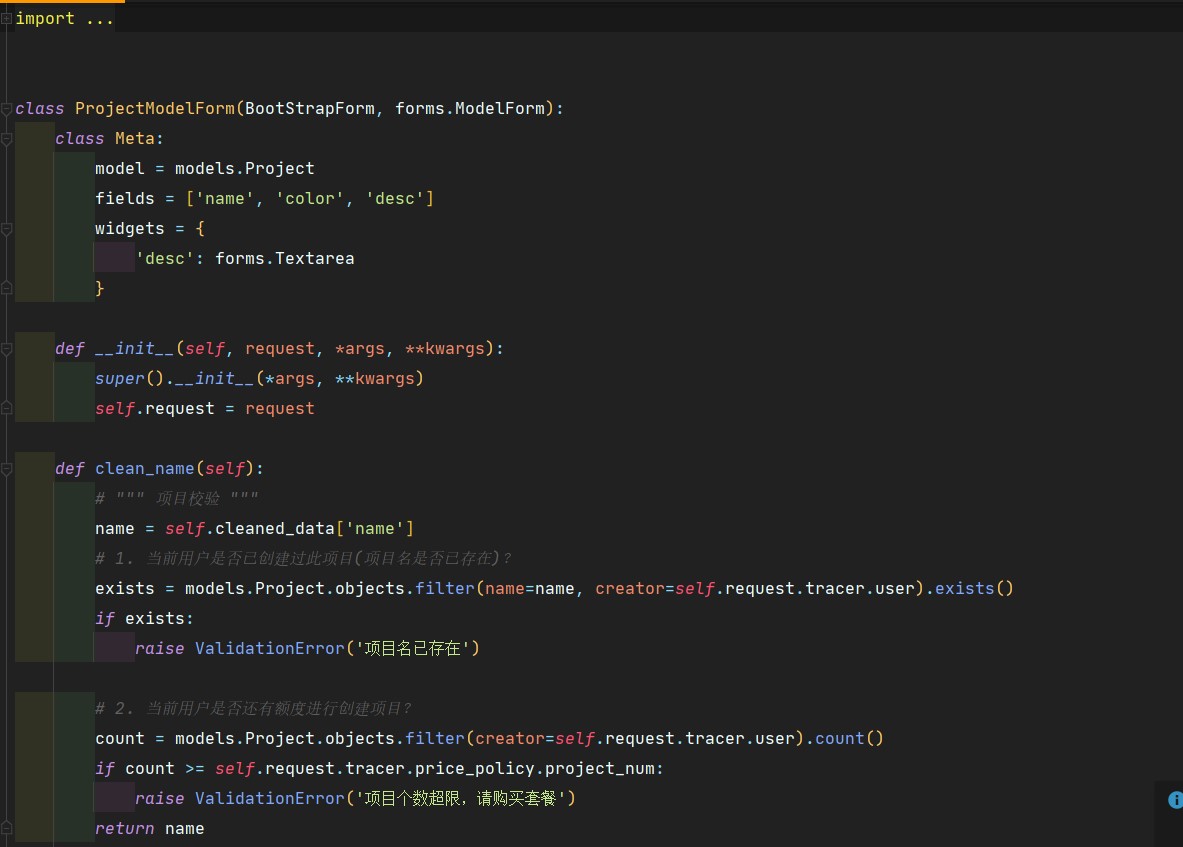 import ...
class ProjectModelForm(BootStrapForm, forms.ModelForm):
class Meta:
model = models.Project
fields = ['name', 'color', 'desc']
widgets = {
'desc': forms.Textarea
}
def __init__(self, request, *args, **kwargs):
super().__init__(*args, **kwargs)
self.request = request
def clean_name(self):
# """ 项目校验 """
name = self.cleaned_data['name']
# 1. 当前用户是否已创建过此项目(项目名是否已存在)?
exists = models.Project.objects.filter(name=name, creator=self.request.tracer.user).exists()
if exists:
raise ValidationError('项目名已存在')
# 2. 当前用户是否还有额度进行创建项目?
count = models.Project.objects.filter(creator=self.request.tracer.user).count()
if count >= self.request.tracer.price_policy.project_num:
raise ValidationError('项目个数超限，请购买套餐')
return name